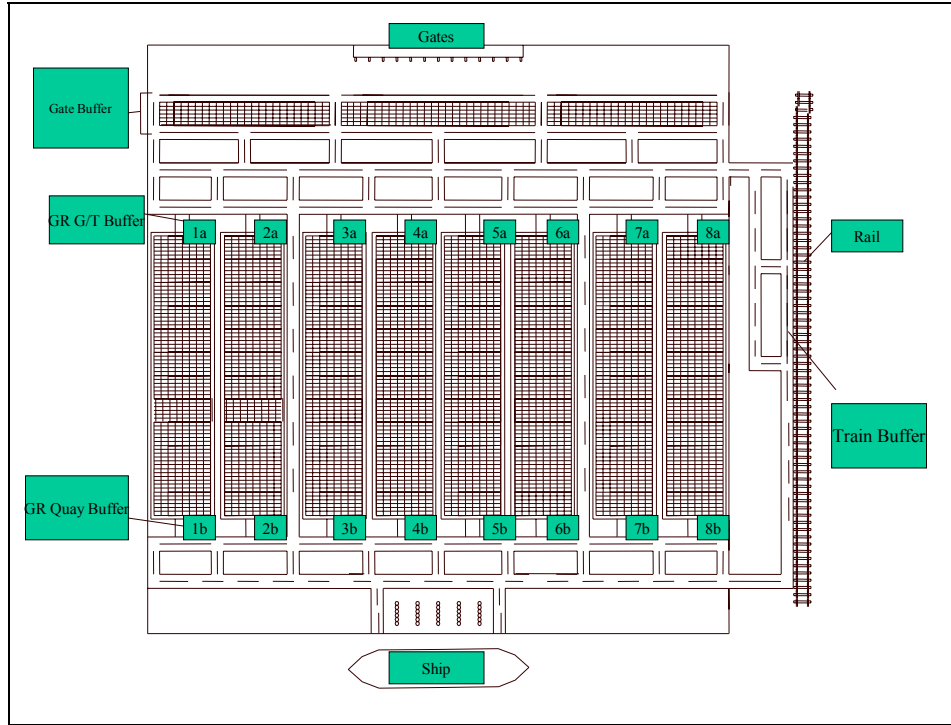 Gates
Gate Buffer
GR G/T Buffer
1a
2a
3a
4a
5a
6a
7a
8a
Rail
Train Buffer
GR Quay Buffer
1b
2b
3b
4b
5b
6b
7b
8b
Ship